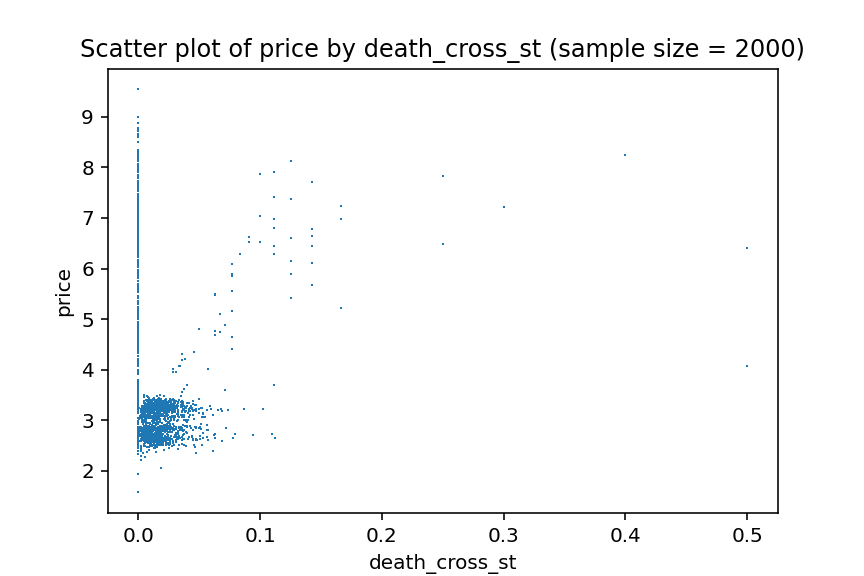 Scatter plot of price by death_cross_st (sample size = 2000)
price
9
8
7
6
5
4
3
2
0.0 0.1 0.2 0.3 0.4 0.5
death_cross_st